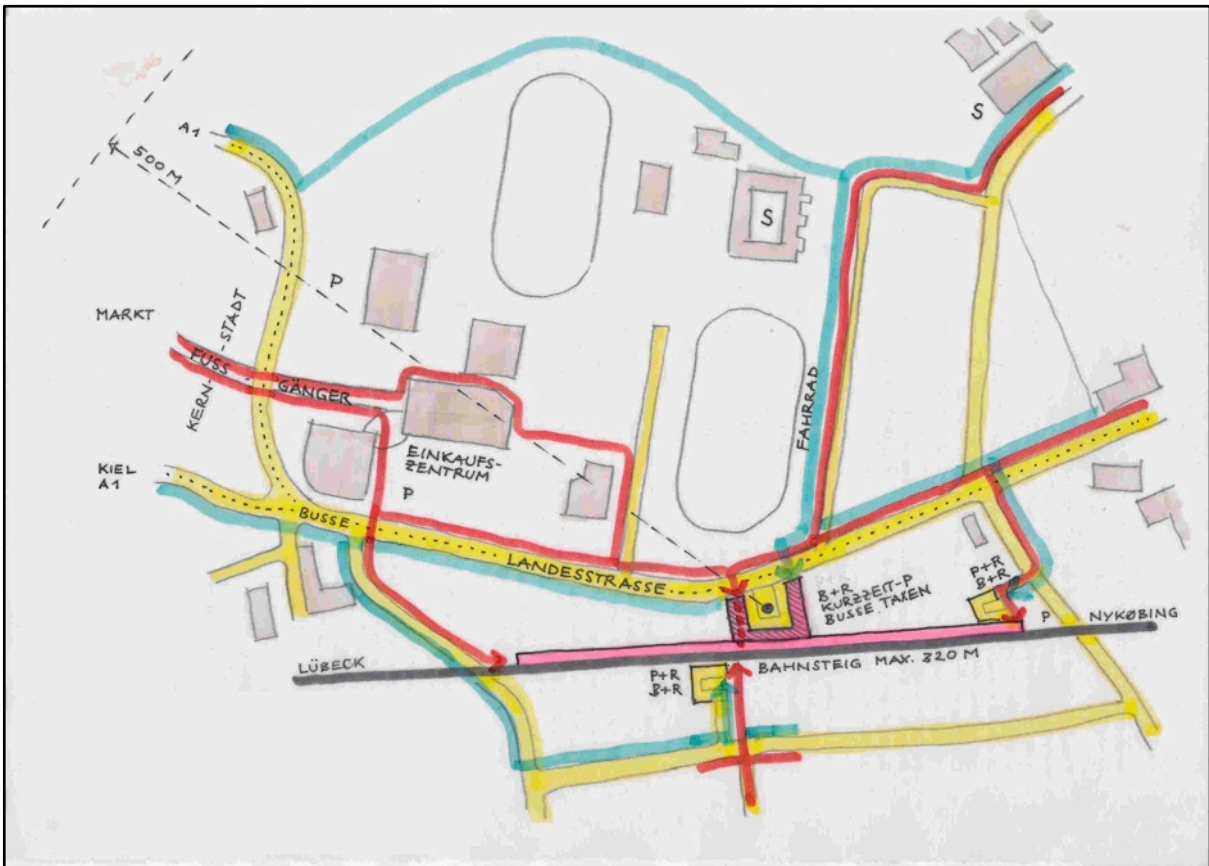 A1
500 M
S
S
P
MARKT
KERN-STADT
FUSS
GÄNGER
FAHRRAD
EINKAUFS-
ZENTRUM
P
KIEL
A1
BUSSE
LANDESSTRASSE
B+R
KURZZEIT-P
BUSSE TAXEN
P+R
B+R
P
NYKØBING
LÜBECK
P+R
B+R
BAHNSTEIG MAX. 320 M